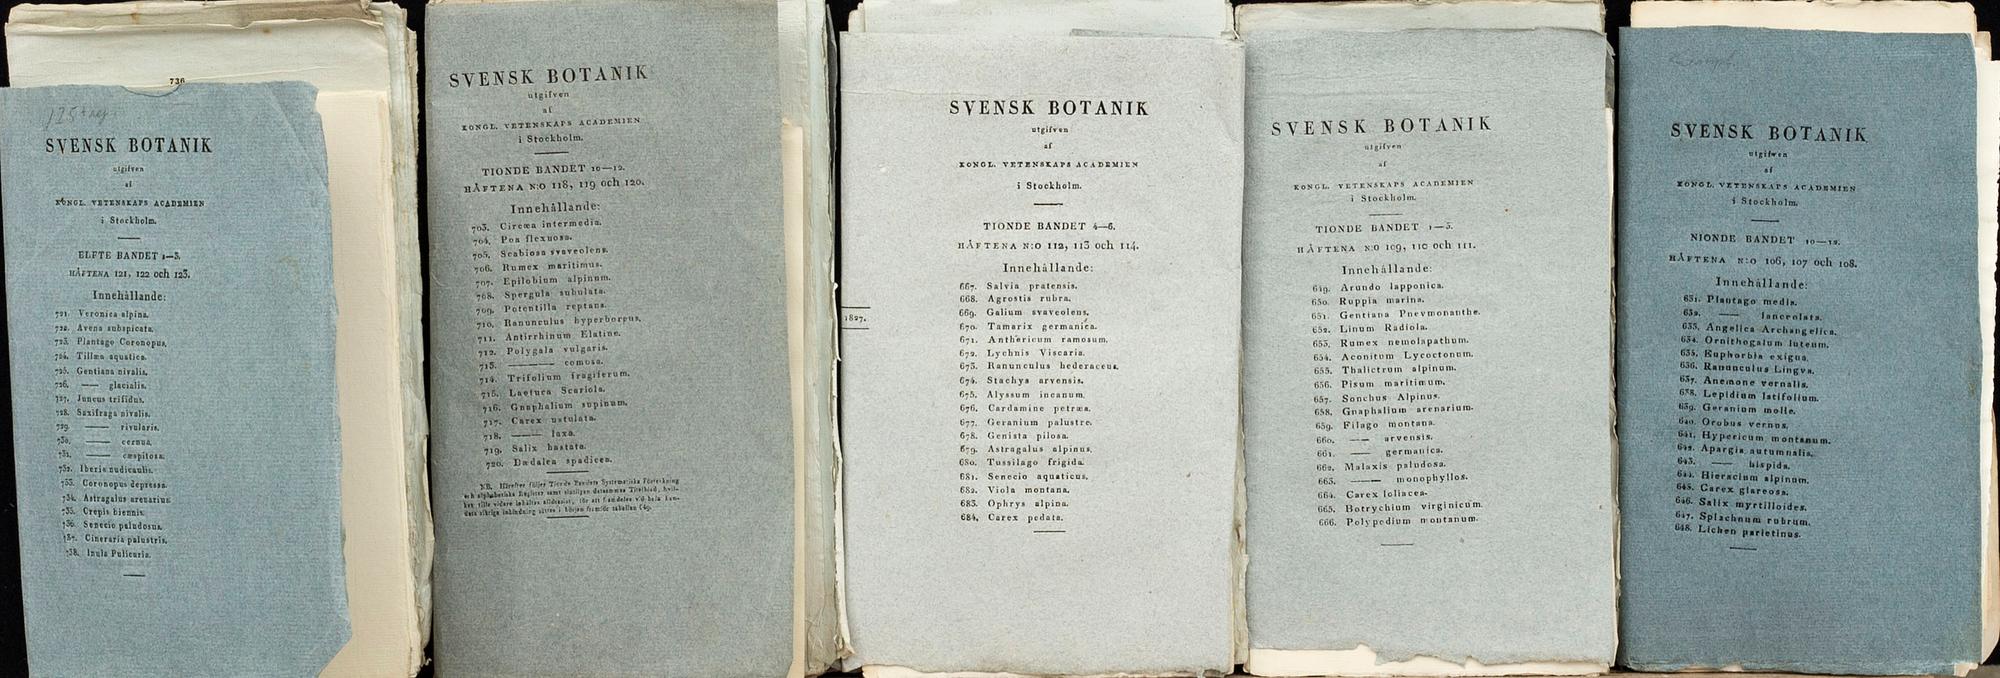 736
SVENSK BOTANIK
utgifven
af
KONGL. VETENSKAPS ACADEMIEN
i Stockholm.
ELFTE BANDET 1—3.
HÄFTENA 121, 122 och 123.
Innehållande:
721. Veronica alpina.
722. Avena subspicata.
723. Plantago Coronopus.
724. Tillæa aquatica.
725. Gentiana nivalis.
726. —— glacialis.
727. Juncus trifidus.
728. Saxifraga nivalis.
729. —— rivularis.
730. —— cernua.
731. —— cæspitosa.
732. Iberis nudicaulis.
733. Coronopus depressa.
734. Astragalus arenarius.
735. Crepis biennis.
736. Senecio paludosus.
737. Cineraria palustris.
738. Inula Pulicaria.
SVENSK BOTANIK
utgifven
af
KONGL. VETENSKAPS ACADEMIEN
i Stockholm.
TIONDE BANDET 10—12.
HÄFTENA N:O 118, 119 och 120.
Innehållande:
703. Circæa intermedia.
704. Poa flexuosa.
705. Scabiosa svaveolens.
706. Rumex maritimus.
707. Epilobium alpinum.
708. Spergula subulata.
709. Potentilla reptans.
710. Ranunculus hyperboreus.
711. Antirrhinum Elatine.
712. Polygala vulgaris.
713. ——— comosa.
714. Trifolium fragiferum.
715. Lactuca Scariola.
716. Gnaphalium supinum.
717. Carex ustulata.
718. —— laxa.
719. Salix hastata.
720. Dædalea spadicea.
NB. Härefter följer Tionde Bandets Systematiska Förteckning
och alphabetiska Register samt slutligen detsammes Titelblad, hvil-
1827.
SVENSK BOTANIK
utgifven
af
KONGL. VETENSKAPS ACADEMIEN
i Stockholm.
TIONDE BANDET 4—6.
HÄFTENA N:O 112, 113 och 114.
Innehållande:
667. Salvia pratensis.
668. Agrostis rubra.
669. Galium svaveolens.
670. Tamarix germanica.
671. Anthericum ramosum.
672. Lychnis Viscaria.
673. Ranunculus hederaceus.
674. Stachys arvensis.
675. Alyssum incanum.
676. Cardamine petræa.
677. Geranium palustre.
678. Genista pilosa.
679. Astragalus alpinus.
680. Tussilago frigida.
681. Senecio aquaticus.
682. Viola montana.
683. Ophrys alpina.
684. Carex pedata.
SVENSK BOTANIK
utgifven
af
KONGL. VETENSKAPS ACADEMIEN
i Stockholm.
TIONDE BANDET 1—3.
HÄFTENA N:O 109, 110 och 111.
Innehållande:
649. Arundo lapponica.
650. Ruppia marina.
651. Gentiana Pnevmonanthe.
652. Linum Radiola.
653. Rumex nemolapathum.
654. Aconitum Lycoctonum.
655. Thalictrum alpinum.
656. Pisum maritimum.
657. Sonchus Alpinus.
658. Gnaphalium arenarium.
659. Filago montana.
660. —— arvensis.
661. —— germanica.
662. Malaxis paludosa.
663. ——— monophyllos.
664. Carex loliacea.
665. Botrychium virginicum.
666. Polypodium montanum.
SVENSK BOTANIK
utgifven
af
KONGL. VETENSKAPS ACADEMIEN
i Stockholm.
NIONDE BANDET 10—12.
HÄFTENA N:O 106, 107 och 108.
Innehållande:
631. Plantago media.
632. —— lanceolata.
633. Angelica Archangelica.
634. Ornithogalum luteum.
635. Euphorbia exigua.
636. Ranunculus Lingva.
637. Anemone vernalis.
638. Lepidium latifolium.
639. Geranium molle.
640. Orobus vernus.
641. Hypericum montanum.
642. Apargia autumnalis.
643. —— hispida.
644. Hieracium alpinum.
645. Carex glareosa.
646. Salix myrtilloides.
647. Splachnum rubrum.
648. Lichen parietinus.